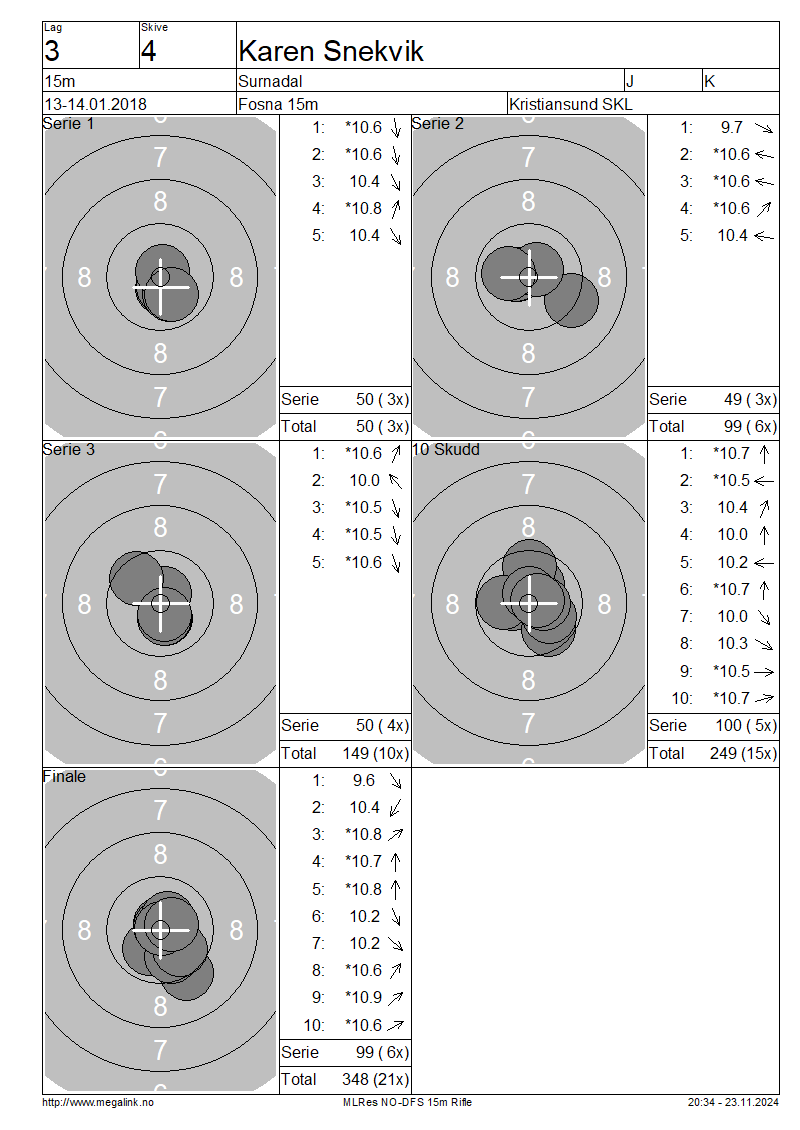 Lag
Skive
3
4
Karen Snekvik
15m
Surnadal
J
K
13-14.01.2018
Fosna 15m
Kristiansund SKL
Serie 1
7
8
8
8
8
7
1: *10.6
2: *10.6
3: 10.4
4: *10.8
5: 10.4
Serie 50 ( 3x)
Total 50 ( 3x)
Serie 2
7
8
8
8
8
7
1: 9.7
2: *10.6
3: *10.6
4: *10.6
5: 10.4
Serie 49 ( 3x)
Total 99 ( 6x)
Serie 3
7
8
8
8
8
7
1: *10.6
2: 10.0
3: *10.5
4: *10.5
5: *10.6
Serie 50 ( 4x)
Total 149 (10x)
10 Skudd
7
8
8
8
8
7
1: *10.7
2: *10.5
3: 10.4
4: 10.0
5: 10.2
6: *10.7
7: 10.0
8: 10.3
9: *10.5
10: *10.7
Serie 100 ( 5x)
Total 249 (15x)
Finale
7
8
8
8
8
7
1: 9.6
2: 10.4
3: *10.8
4: *10.7
5: *10.8
6: 10.2
7: 10.2
8: *10.6
9: *10.9
10: *10.6
Serie 99 ( 6x)
Total 348 (21x)
http://www.megalink.no
MLRes NO-DFS 15m Rifle
20:34 - 23.11.2024